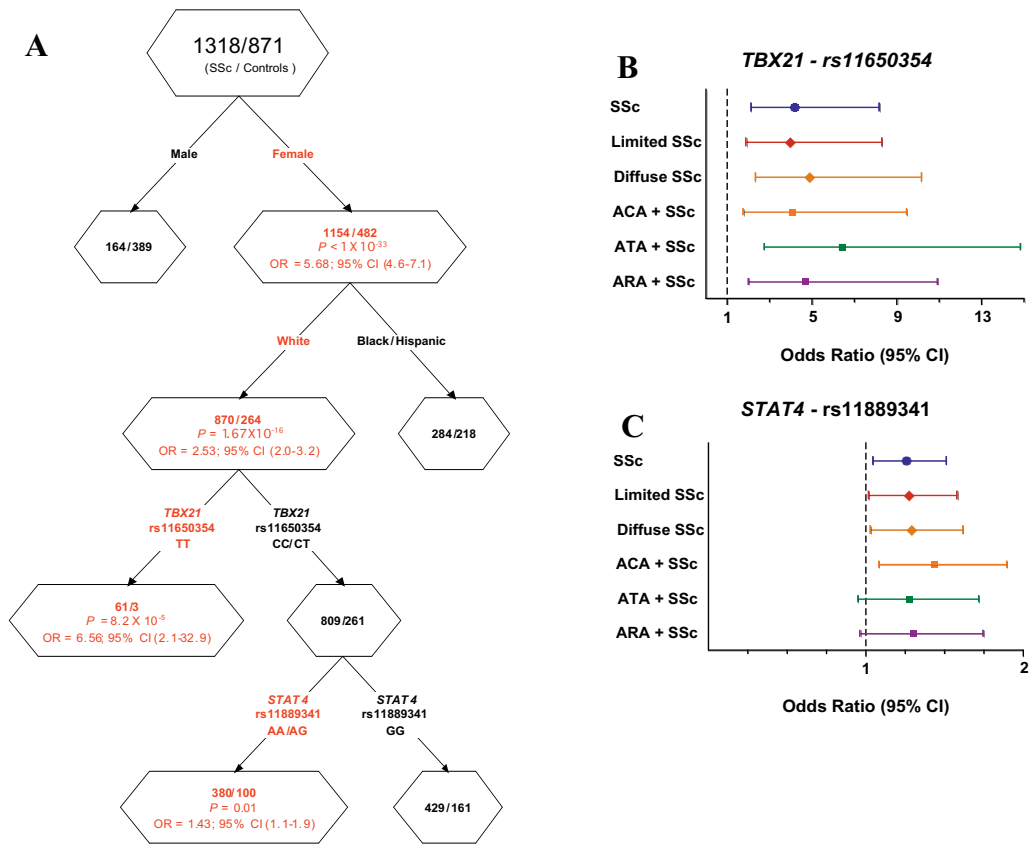 A
1318/871
(SSc / Controls )
Male
Female
164/389
1154/482
P < 1 X 10-33
OR = 5.68; 95% CI (4.6-7.1)
White
Black/Hispanic
870/264
P = 1.67X10-16
OR = 2.53; 95% CI (2.0-3.2)
284/218
TBX21
rs11650354
TT
TBX21
rs11650354
CC/CT
61/3
P = 8.2 X 10-5
OR = 6.56; 95% CI (2.1-32.9)
809/261
STAT4
rs11889341
AA/AG
STAT4
rs11889341
GG
380/100
P = 0.01
OR = 1.43; 95% CI (1.1-1.9)
429/161
B
TBX21 - rs11650354
SSc
Limited SSc
Diffuse SSc
ACA + SSc
ATA + SSc
ARA + SSc
1 5 9 13
Odds Ratio (95% CI)
C
STAT4 - rs11889341
SSc
Limited SSc
Diffuse SSc
ACA + SSc
ATA + SSc
ARA + SSc
1 2
Odds Ratio (95% CI)